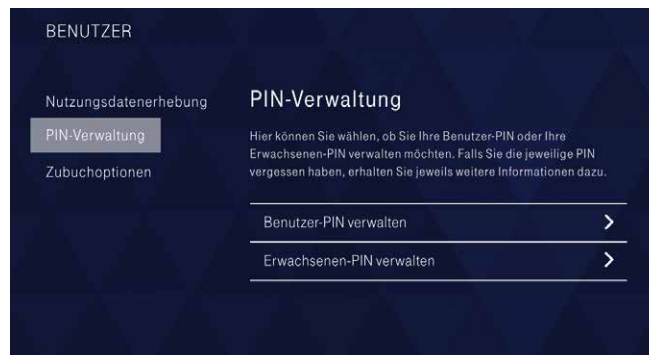 BENUTZER
Nutzungsdatenerhebung
PIN-Verwaltung
Zubuchoptionen
PIN-Verwaltung
Hier können Sie wählen, ob Sie Ihre Benutzer-PIN oder Ihre
Erwachsenen-PIN verwalten möchten. Falls Sie die jeweilige PIN
vergessen haben, erhalten Sie jeweils weitere Informationen dazu.
Benutzer-PIN verwalten
Erwachsenen-PIN verwalten